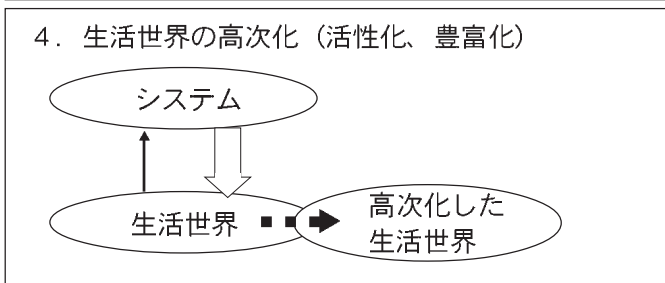 ４．生活世界の高次化（活性化、豊富化）
システム
生活世界
高次化した
生活世界